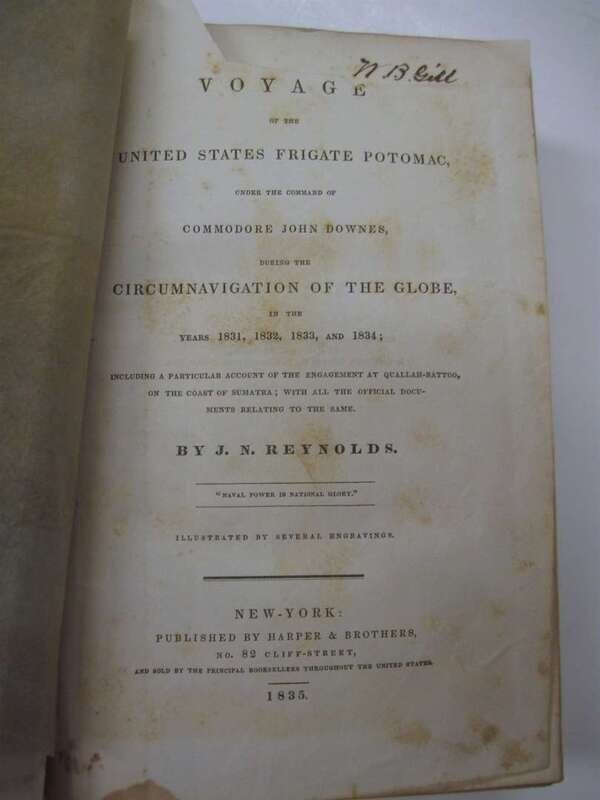 N B. Gill
VOYAGE
OF THE
UNITED STATES FRIGATE POTOMAC,
UNDER THE COMMAND OF
COMMODORE JOHN DOWNES,
DURING THE
CIRCUMNAVIGATION OF THE GLOBE,
IN THE
YEARS 1831, 1832, 1833, AND 1834;
INCLUDING A PARTICULAR ACCOUNT OF THE ENGAGEMENT AT QUALLAH-BATTOO,
ON THE COAST OF SUMATRA; WITH ALL THE OFFICIAL DOCU-
MENTS RELATING TO THE SAME.
BY J. N. REYNOLDS.
"NAVAL POWER IS NATIONAL GLORY."
ILLUSTRATED BY SEVERAL ENGRAVINGS.
NEW-YORK:
PUBLISHED BY HARPER & BROTHERS,
NO. 82 CLIFF-STREET,
AND SOLD BY THE PRINCIPAL BOOKSELLERS THROUGHOUT THE UNITED STATES.
1835.